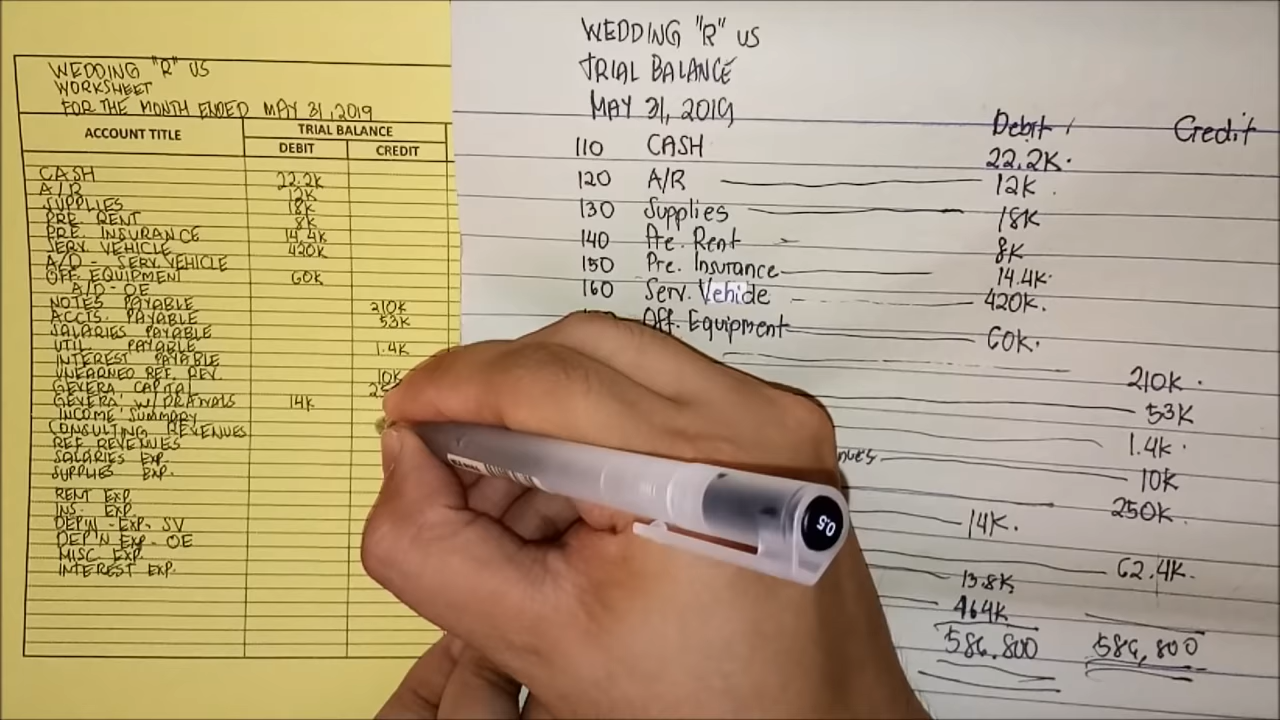 WEDDING "R" US
WORKSHEET
FOR THE MONTH ENDED MAY 31, 2019
ACCOUNT TITLE
TRIAL BALANCE
DEBIT CREDIT
CASH 22.2K
A/R 12K
SUPPLIES 18K
PRE. RENT 8K
PRE. INSURANCE 14.4K
SERV. VEHICLE 420K
A/D - SERV. VEHICLE
OFF. EQUIPMENT 60K
A/D - OE
NOTES PAYABLE 210K
ACCTS. PAYABLE 53K
SALARIES PAYABLE
UTIL. PAYABLE 1.4K
INTEREST PAYABLE
UNEARNED REF. REV. 10K
GEVERA CAPITAL
GEVERA W/DRAWALS 14K
INCOME SUMMARY
CONSULTING REVENUES
REF. REVENUES
SALARIES EXP.
SUPPLIES EXP.
RENT EXP.
INS. EXP.
DEP'N - EXP - SV
DEP'N EXP - OE
MISC. EXP.
INTEREST EXP.
WEDDING "R" US
TRIAL BALANCE
MAY 31, 2019
Debit Credit
110 CASH 22.2K
120 A/R 12K
130 Supplies 18K
140 Pre. Rent 8K
150 Pre. Insurance 14.4K
160 Serv. Vehicle 420K
Off. Equipment 60K
210K
53K
1.4K
10K
250K
14K
62.4K
13.8K
586,800 586,800
0.5